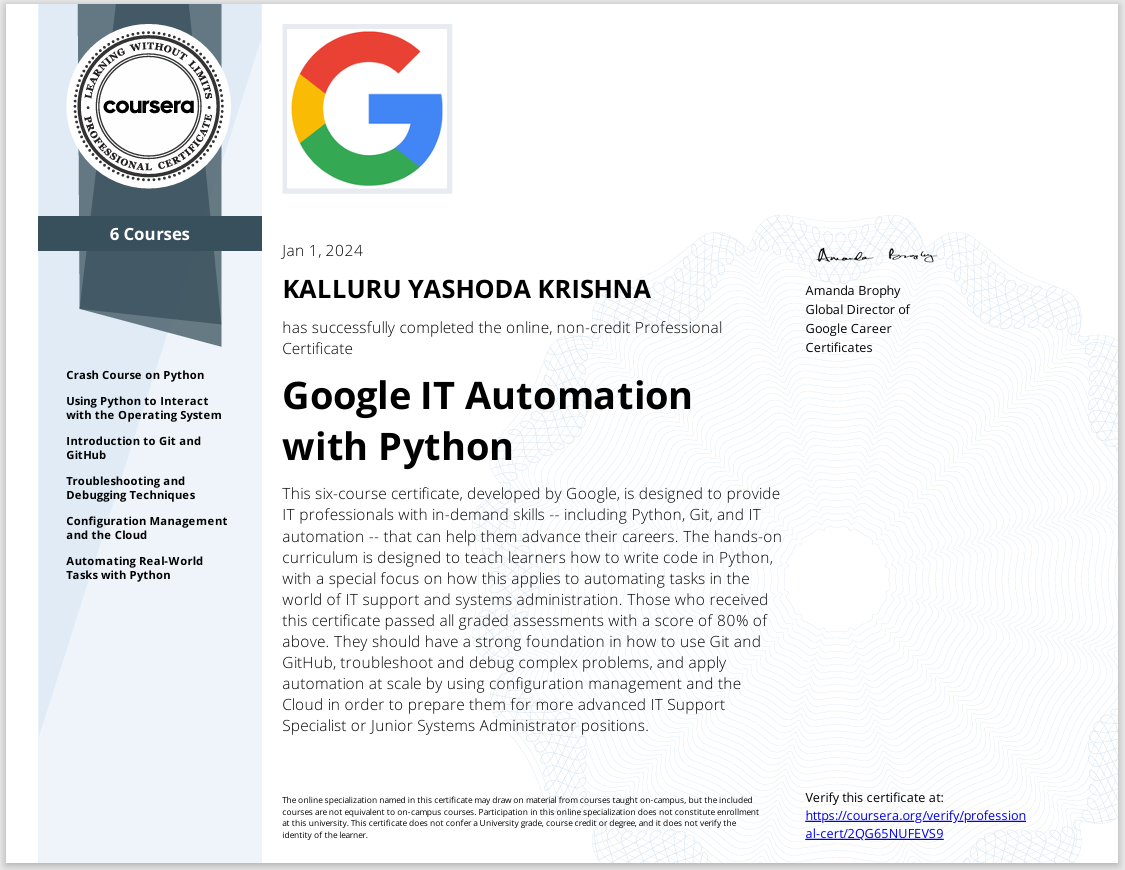 LEARNING WITHOUT LIMITS
coursera
PROFESSIONAL CERTIFICATE
6 Courses
Crash Course on Python
Using Python to Interact
with the Operating System
Introduction to Git and
GitHub
Troubleshooting and
Debugging Techniques
Configuration Management
and the Cloud
Automating Real-World
Tasks with Python
Jan 1, 2024
KALLURU YASHODA KRISHNA
has successfully completed the online, non-credit Professional
Certificate
Google IT Automation
with Python
This six-course certificate, developed by Google, is designed to provide
IT professionals with in-demand skills -- including Python, Git, and IT
automation -- that can help them advance their careers. The hands-on
curriculum is designed to teach learners how to write code in Python,
with a special focus on how this applies to automating tasks in the
world of IT support and systems administration. Those who received
this certificate passed all graded assessments with a score of 80% of
above. They should have a strong foundation in how to use Git and
GitHub, troubleshoot and debug complex problems, and apply
automation at scale by using configuration management and the
Cloud in order to prepare them for more advanced IT Support
Specialist or Junior Systems Administrator positions.
Amanda Brophy
Amanda Brophy
Global Director of
Google Career
Certificates
The online specialization named in this certificate may draw on material from courses taught on-campus, but the included
courses are not equivalent to on-campus courses. Participation in this online specialization does not constitute enrollment
at this university. This certificate does not confer a University grade, course credit or degree, and it does not verify the
identity of the learner.
Verify this certificate at:
https://coursera.org/verify/profession
al-cert/2QG65NUFEVS9